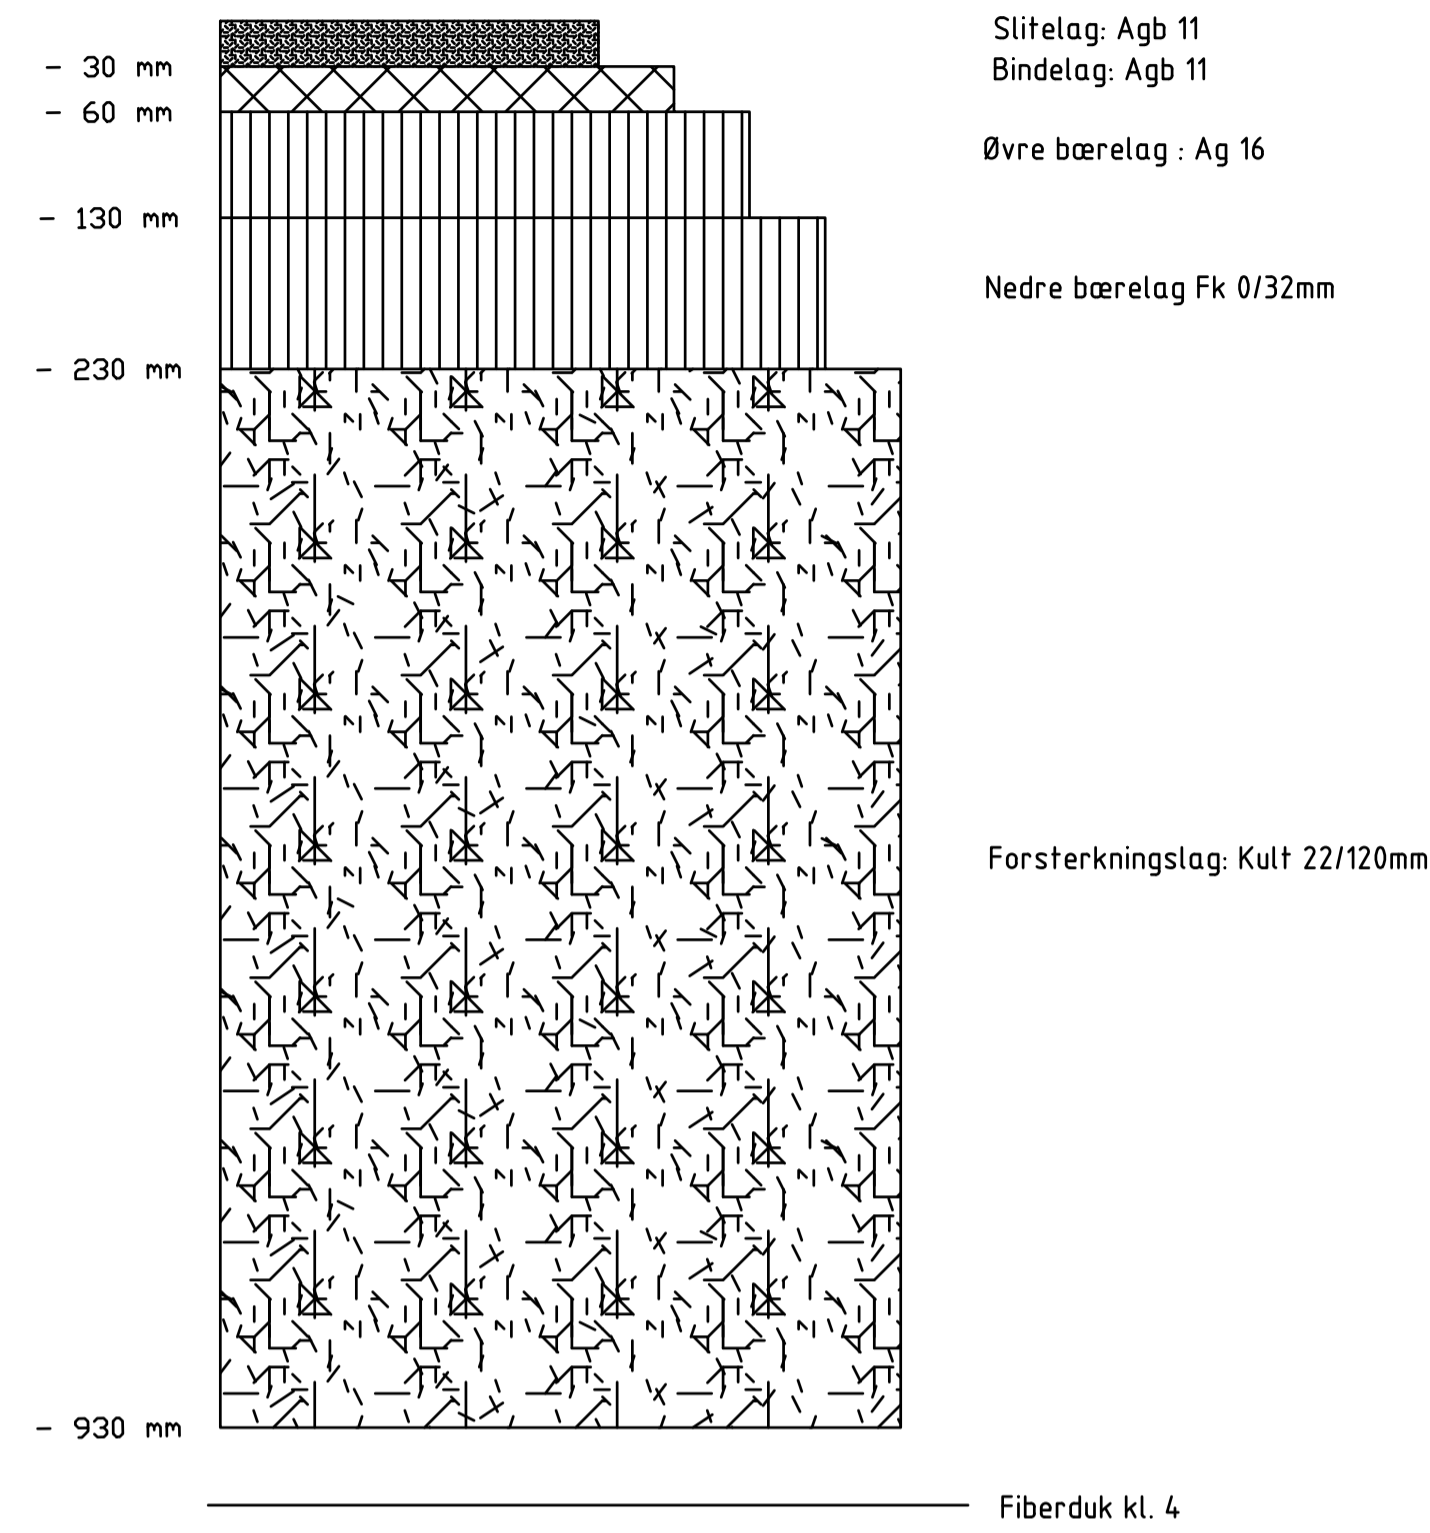 Slitelag: Agb 11
- 30 mm
Bindelag: Agb 11
- 60 mm
Øvre bærelag : Ag 16
- 130 mm
Nedre bærelag Fk 0/32mm
- 230 mm
Forsterkningslag: Kult 22/120mm
- 930 mm
Fiberduk kl. 4